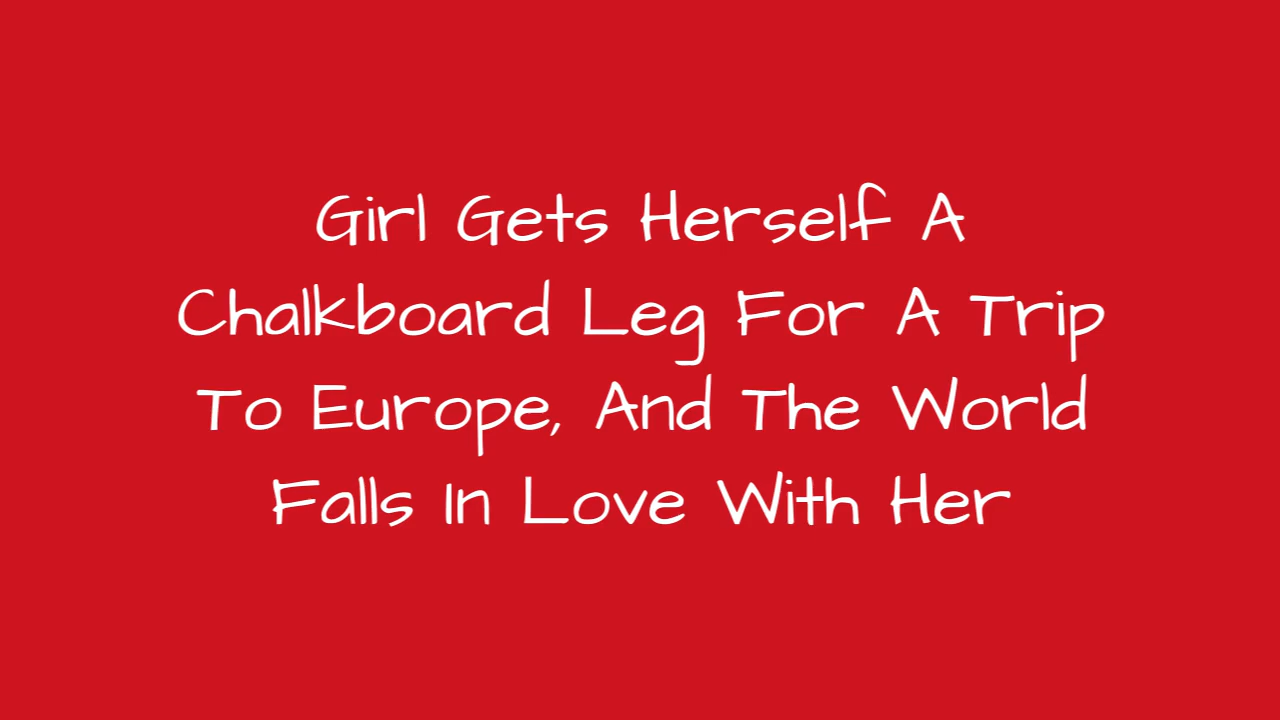 Girl Gets Herself A
Chalkboard Leg For A Trip
To Europe, And The World
Falls In Love With Her